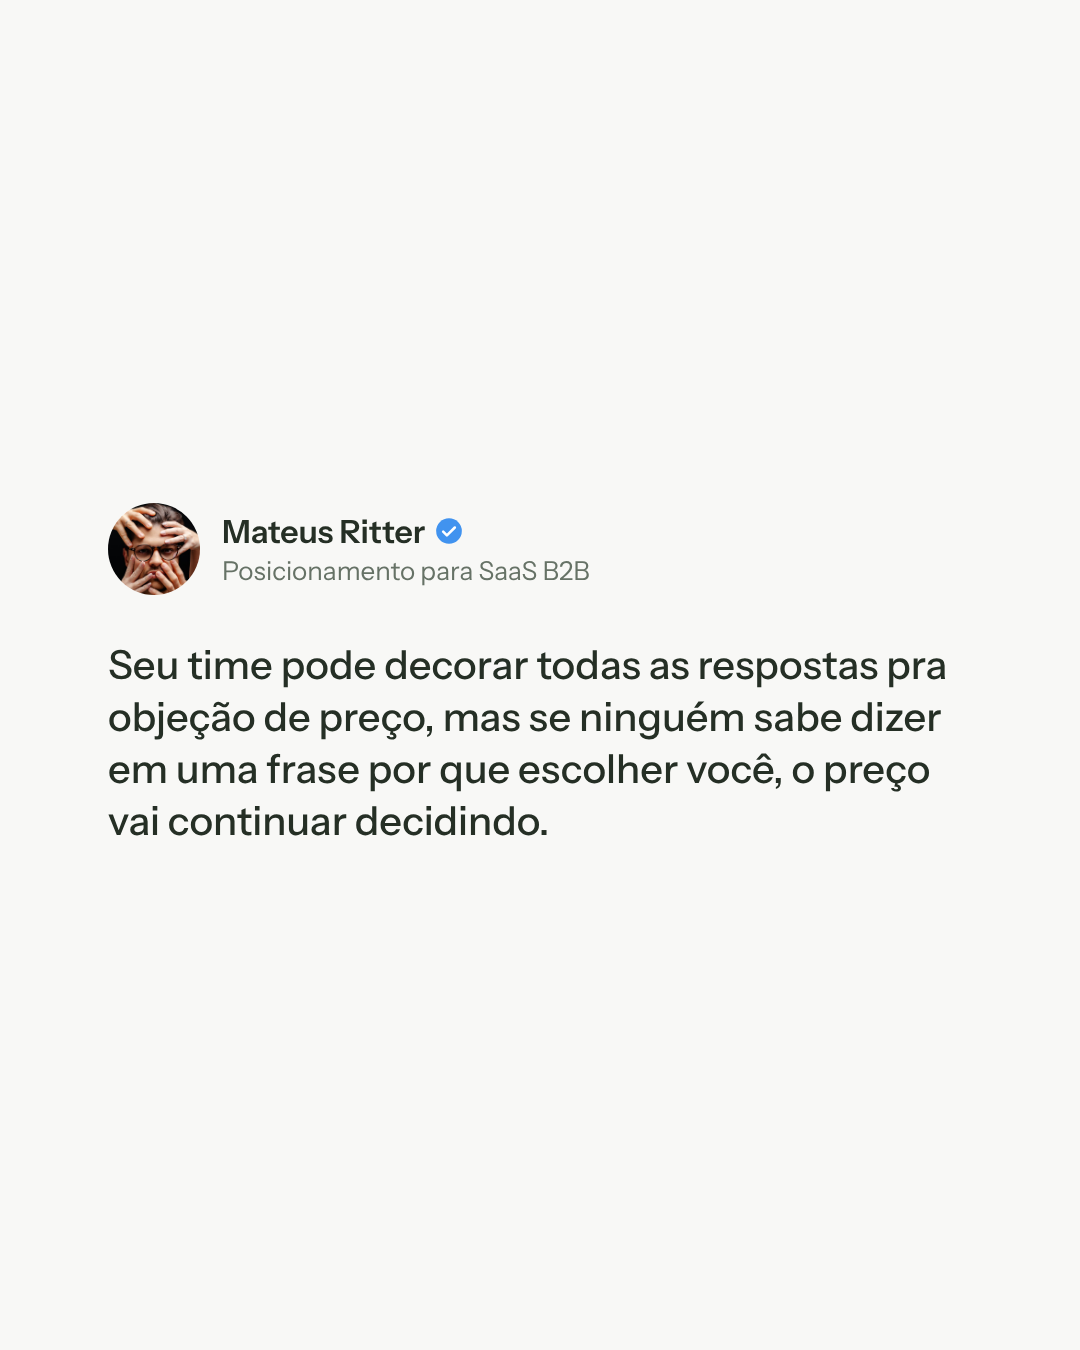 Mateus Ritter
Posicionamento para SaaS B2B
Seu time pode decorar todas as respostas pra
objeção de preço, mas se ninguém sabe dizer
em uma frase por que escolher você, o preço
vai continuar decidindo.